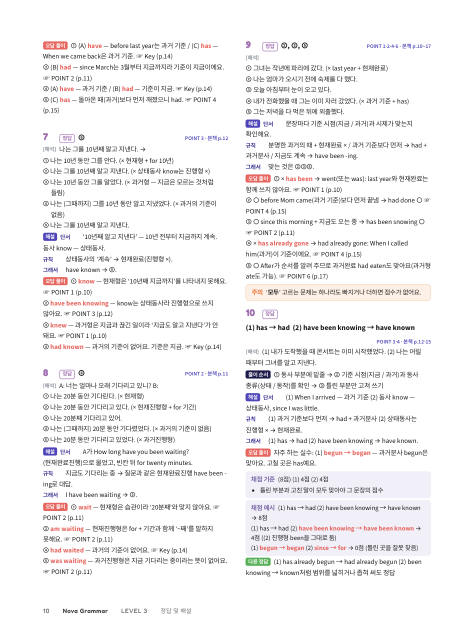 오답 풀이 ① (A) have — before last year는 과거 기준 / (C) has —
When we came back은 과거 기준. ☞ Key (p.14)
③ (B) had — since March는 3월부터 지금까지라 기준이 지금이에요.
☞ POINT 2 (p.11)
④ (A) have — 과거 기준 / (B) had — 기준이 지금. ☞ Key (p.14)
⑤ (C) has — 돌아온 때(과거)보다 먼저 깨졌으니 had. ☞ POINT 4
(p.15)
7 정답 ② POINT 3 · 본책 p.12
[해석] 나는 그를 10년째 알고 지낸다. →
① 나는 10년 동안 그를 안다. (× 현재형 + for 10년)
② 나는 그를 10년째 알고 지낸다. (× 상태동사 know는 진행형 ×)
③ 나는 10년 동안 그를 알았다. (× 과거형 — 지금은 모르는 것처럼
들림)
④ 나는 (그때까지) 그를 10년 동안 알고 지냈었다. (× 과거의 기준이
없음)
⑤ 나는 그를 10년째 알고 지낸다.
해설 단서 '10년째 알고 지낸다' — 10년 전부터 지금까지 계속.
동사 know — 상태동사.
규칙 상태동사의 '계속' → 현재완료(진행형 ×).
그래서 have known → ⑤.
오답 풀이 ① know — 현재형은 '10년째 지금까지'를 나타내지 못해요.
☞ POINT 1 (p.10)
② have been knowing — know는 상태동사라 진행형으로 쓰지
않아요. ☞ POINT 3 (p.12)
③ knew — 과거형은 지금과 끊긴 일이라 '지금도 알고 지낸다'가 안
돼요. ☞ POINT 1 (p.10)
④ had known — 과거의 기준이 없어요. 기준은 지금. ☞ Key (p.14)
8 정답 ③ POINT 2 · 본책 p.11
[해석] A: 너는 얼마나 오래 기다리고 있니? B:
① 나는 20분 동안 기다린다. (× 현재형)
② 나는 20분 동안 기다리고 있다. (× 현재진행형 + for 기간)
③ 나는 20분째 기다리고 있어.
④ 나는 (그때까지) 20분 동안 기다렸었다. (× 과거의 기준이 없음)
⑤ 나는 20분 동안 기다리고 있었다. (× 과거진행형)
해설 단서 A가 How long have you been waiting?
(현재완료진행)으로 물었고, 빈칸 뒤 for twenty minutes.
규칙 지금도 기다리는 중 → 질문과 같은 현재완료진행 have been -
ing로 대답.
그래서 I have been waiting → ③.
오답 풀이 ① wait — 현재형은 습관이라 '20분째'와 맞지 않아요. ☞
POINT 2 (p.11)
② am waiting — 현재진행형은 for + 기간과 함께 '~째'를 말하지
못해요. ☞ POINT 2 (p.11)
④ had waited — 과거의 기준이 없어요. ☞ Key (p.14)
⑤ was waiting — 과거진행형은 지금 기다리는 중이라는 뜻이 없어요.
☞ POINT 2 (p.11)
9 정답 ②, ③, ⑤ POINT 1·2·4·6 · 본책 p.10~17
[해석]
① 그녀는 작년에 파리에 갔다. (× last year + 현재완료)
② 나는 엄마가 오시기 전에 숙제를 다 했다.
③ 오늘 아침부터 눈이 오고 있다.
④ 내가 전화했을 때 그는 이미 자러 갔었다. (× 과거 기준 + has)
⑤ 그는 저녁을 다 먹은 뒤에 외출했다.
해설 단서 문장마다 기준 시점(지금 / 과거)과 시제가 맞는지
확인해요.
규칙 분명한 과거의 때 + 현재완료 × / 과거 기준보다 먼저 → had +
과거분사 / 지금도 계속 → have been -ing.
그래서 맞는 것은 ②③⑤.
오답 풀이 ① × has been → went(또는 was): last year와 현재완료는
함께 쓰지 않아요. ☞ POINT 1 (p.10)
② ○ before Mom came(과거 기준)보다 먼저 끝냄 → had done ○ ☞
POINT 4 (p.15)
③ ○ since this morning + 지금도 오는 중 → has been snowing ○
☞ POINT 2 (p.11)
④ × has already gone → had already gone: When I called
him(과거)이 기준이에요. ☞ POINT 4 (p.15)
⑤ ○ After가 순서를 알려 주므로 과거완료 had eaten도 맞아요(과거형
ate도 가능). ☞ POINT 6 (p.17)
주의 '모두' 고르는 문제는 하나라도 빠지거나 더하면 점수가 없어요.
10 정답
(1) has → had (2) have been knowing → have known
POINT 3·4 · 본책 p.12·15
[해석] (1) 내가 도착했을 때 콘서트는 이미 시작했었다. (2) 나는 어릴
때부터 그녀를 알고 지낸다.
풀이 순서 ① 동사 부분에 밑줄 → ② 기준 시점(지금 / 과거)과 동사
종류(상태 / 동작)를 확인 → ③ 틀린 부분만 고쳐 쓰기
해설 단서 (1) When I arrived — 과거 기준 (2) 동사 know —
상태동사, since I was little.
규칙 (1) 과거 기준보다 먼저 → had + 과거분사 (2) 상태동사는
진행형 × → 현재완료.
그래서 (1) has → had (2) have been knowing → have known.
오답 풀이 자주 하는 실수: (1) begun → began — 과거분사 begun은
맞아요. 고칠 곳은 has예요.
채점 기준 (8점) (1) 4점 (2) 4점
• 틀린 부분과 고친 말이 모두 맞아야 그 문장의 점수
채점 예시 (1) has → had (2) have been knowing → have known
→ 8점
(1) has → had (2) have been knowing → have been known →
4점 ((2) 진행형 been을 그대로 둠)
(1) begun → began (2) since → for → 0점 (틀린 곳을 잘못 찾음)
다른 정답 (1) has already begun → had already begun (2) been
knowing → known처럼 범위를 넓히거나 좁혀 써도 정답
10 Nova Grammar LEVEL 3 정답 및 해설